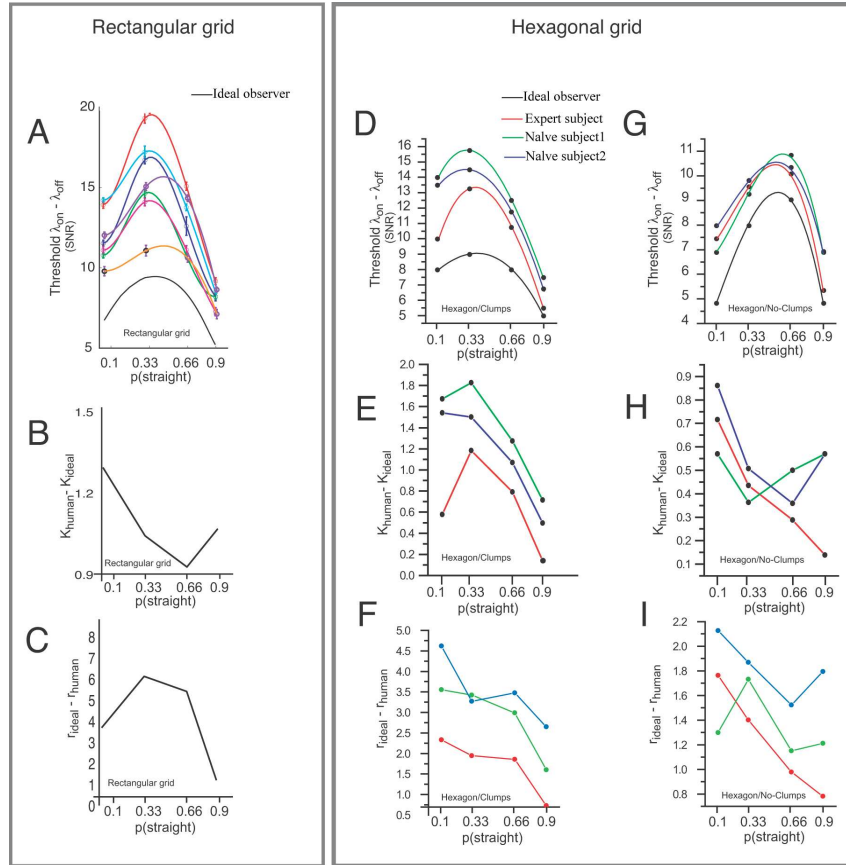 Rectangular grid
Hexagonal grid
Ideal observer
A
20
15
10
5
Threshold λon - λoff
(SNR)
Rectangular grid
0.1 0.33 0.66 0.9
p(straight)
B
1.5
1.2
0.9
Khuman- Kideal
Rectangular grid
0.1 0.33 0.66 0.9
p(straight)
C
8
7
6
5
4
3
2
1
0
rideal - rhuman
Rectangular grid
0.1 0.33 0.66 0.9
p(straight)
Ideal observer
Expert subject
Nalve subject1
Nalve subject2
D
16
15
14
13
12
11
10
9
8
7
6
5
Threshold λon - λoff
(SNR)
Hexagon/Clumps
0.1 0.33 0.66 0.9
p(straight)
G
11
10
9
8
7
6
5
4
Threshold λon - λoff
(SNR)
Hexagon/No-Clumps
0.1 0.33 0.66 0.9
p(straight)
E
2.0
1.8
1.6
1.4
1.2
1.0
0.8
0.6
0.4
0.2
0.0
Khuman- Kideal
Hexagon/Clumps
0.1 0.33 0.66 0.9
p(straight)
H
0.9
0.8
0.7
0.6
0.5
0.4
0.3
0.2
0.1
Khuman- Kideal
Hexagon/No-Clumps
0.1 0.33 0.66 0.9
p(straight)
F
5.0
4.5
4.0
3.5
3.0
2.5
2.0
1.5
1.0
0.5
rideal - rhuman
Hexagon/Clumps
0.1 0.33 0.66 0.9
p(straight)
I
2.2
2.0
1.8
1.6
1.4
1.2
1.0
0.8
rideal - rhuman
Hexagon/No-Clumps
0.1 0.33 0.66 0.9
p(straight)